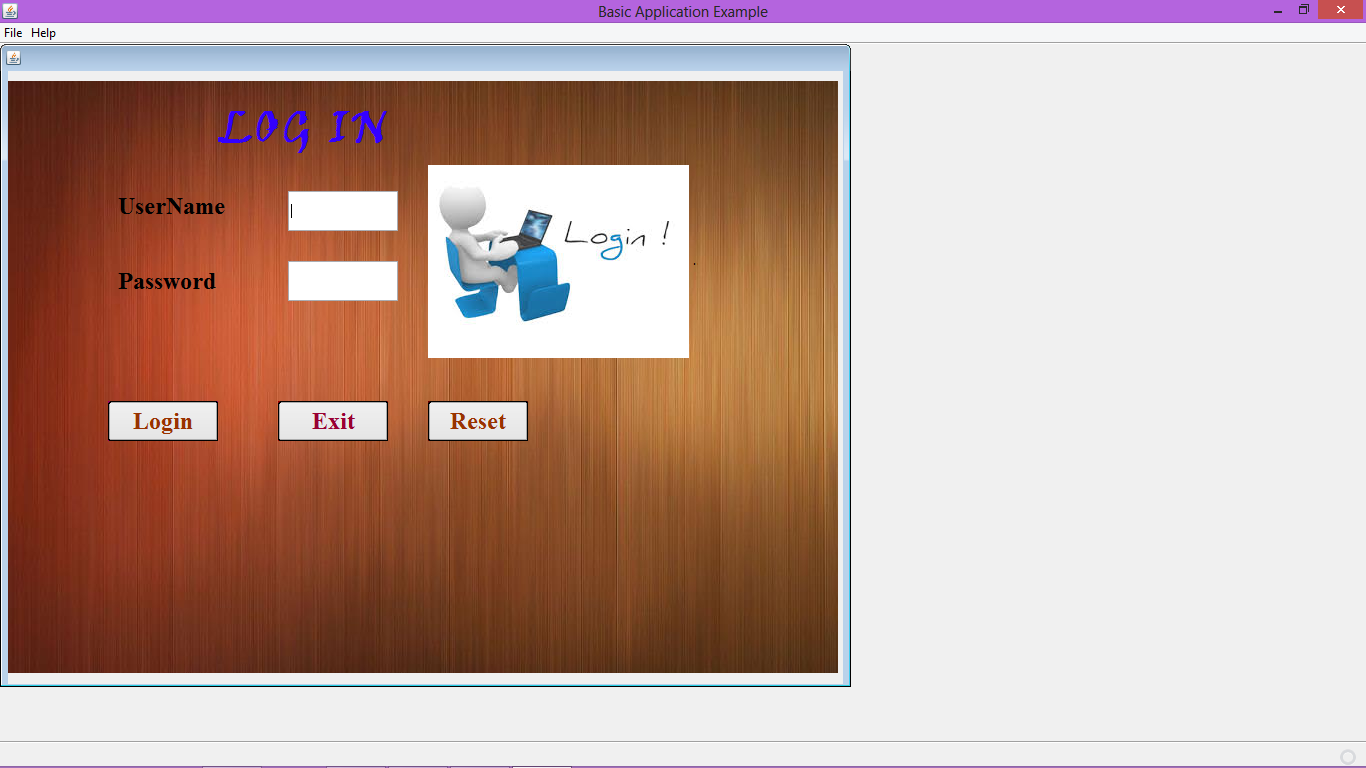 Basic Application Example
File Help
LOG IN
UserName
Login !
Password
Login Exit Reset